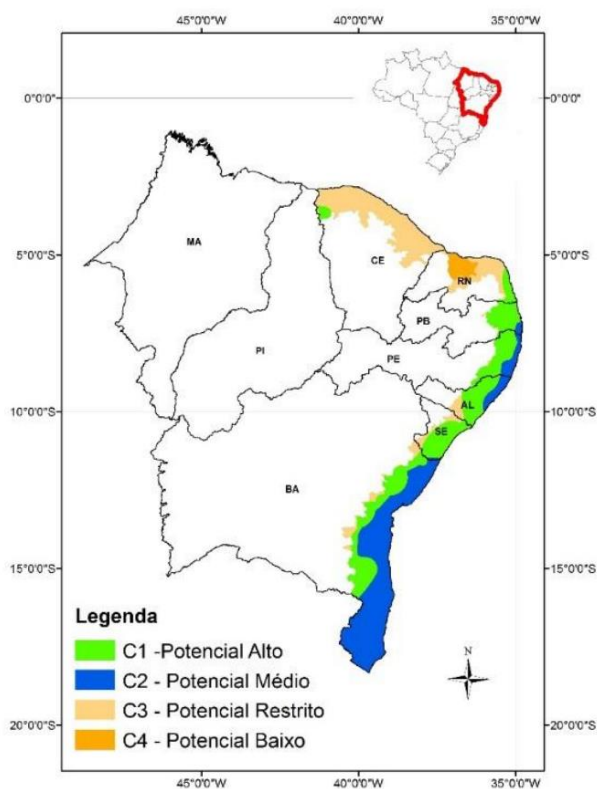 45°0'0"W 40°0'0"W 35°0'0"W
0°0'0"
0°0'0"
MA
CE
5°0'0"S
5°0'0"S
RN
PB
PI
PE
10°0'0"S
AL
10°0'0"S
SE
BA
15°0'0"S
15°0'0"S
Legenda
C1 -Potencial Alto
C2 - Potencial Médio
N
C3 - Potencial Restrito
C4 - Potencial Baixo
20°0'0"S
20°0'0"S
45°0'0"W 40°0'0"W 35°0'0"W